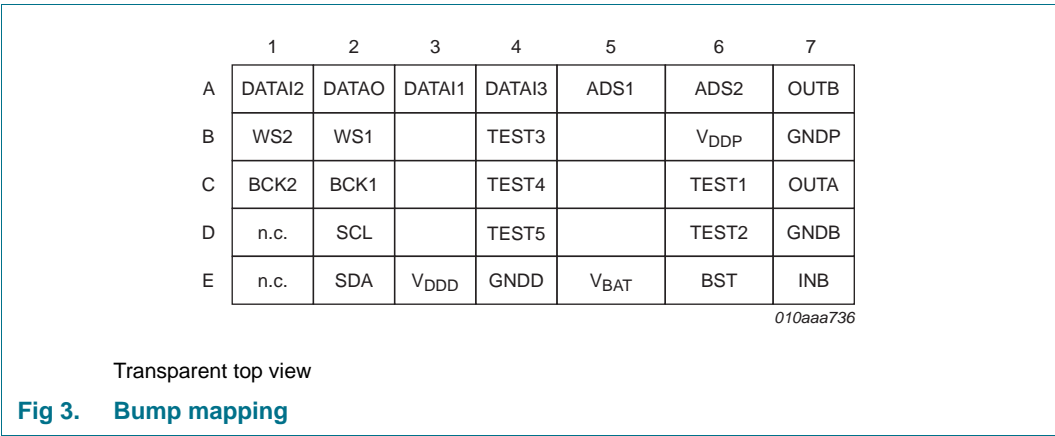 1 2 3 4 5 6 7
A DATAI2 DATAO DATAI1 DATAI3 ADS1 ADS2 OUTB
B WS2 WS1 TEST3 VDDP GNDP
C BCK2 BCK1 TEST4 TEST1 OUTA
D n.c. SCL TEST5 TEST2 GNDB
E n.c. SDA VDDD GNDD VBAT BST INB
010aaa736
Transparent top view
Fig 3. Bump mapping